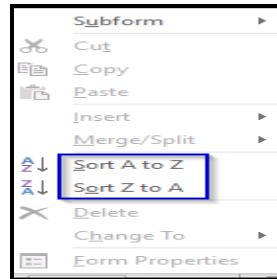 Subform
Cut
Copy
Paste
Insert
Merge/Split
Sort A to Z
Sort Z to A
Delete
Change To
Form Properties